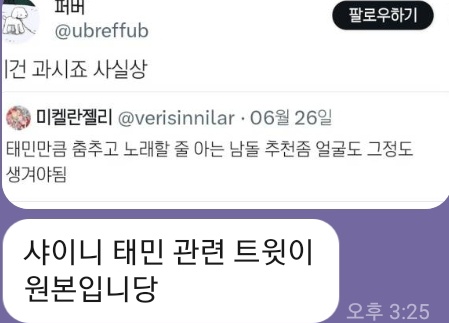 퍼버
팔로우하기
@ubreffub
이건 과시죠 사실상
미켈란젤리 @verisinnilar · 06월 26일
태민만큼 춤추고 노래할 줄 아는 남돌 추천좀 얼굴도 그정도
생겨야됨
샤이니 태민 관련 트윗이
원본입니당
오후 3:25